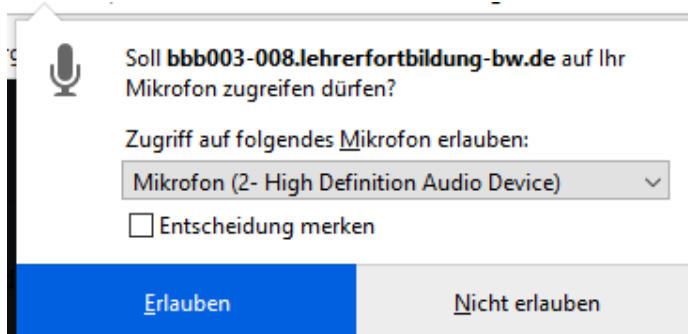 Soll bbb003-008.lehrerfortbildung-bw.de auf Ihr
Mikrofon zugreifen dürfen?
Zugriff auf folgendes Mikrofon erlauben:
Mikrofon (2- High Definition Audio Device)
Entscheidung merken
Erlauben
Nicht erlauben